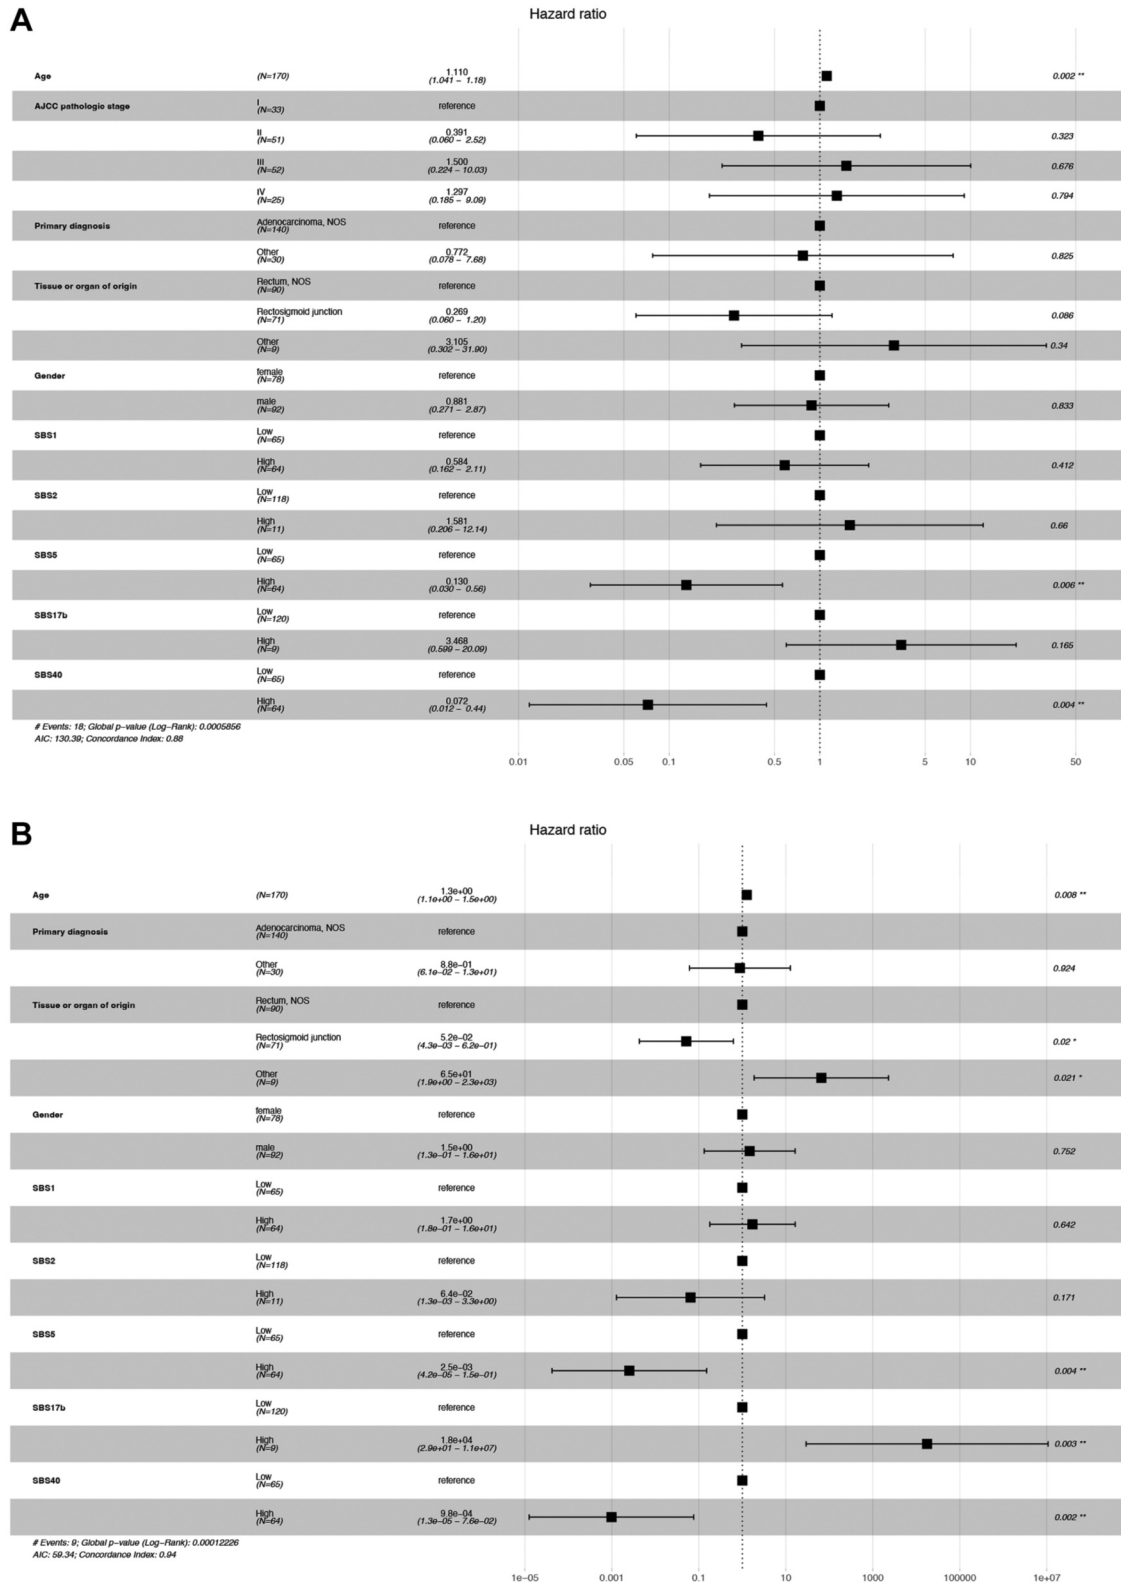 A
Hazard ratio
Age (N=170) 1.110 (1.041 – 1.18) 0.002 **
AJCC pathologic stage I (N=33) reference
II (N=51) 0.391 (0.060 – 2.52) 0.323
III (N=52) 1.500 (0.224 – 10.03) 0.676
IV (N=25) 1.297 (0.185 – 9.09) 0.794
Primary diagnosis Adenocarcinoma, NOS (N=140) reference
Other (N=30) 0.772 (0.078 – 7.68) 0.825
Tissue or organ of origin Rectum, NOS (N=90) reference
Rectosigmoid junction (N=71) 0.269 (0.060 – 1.20) 0.086
Other (N=9) 3.105 (0.302 – 31.90) 0.34
Gender female (N=78) reference
male (N=92) 0.881 (0.271 – 2.87) 0.833
SBS1 Low (N=65) reference
High (N=64) 0.584 (0.162 – 2.11) 0.412
SBS2 Low (N=118) reference
High (N=11) 1.581 (0.206 – 12.14) 0.66
SBS5 Low (N=65) reference
High (N=64) 0.130 (0.030 – 0.56) 0.006 **
SBS17b Low (N=120) reference
High (N=9) 3.468 (0.599 – 20.09) 0.165
SBS40 Low (N=65) reference
High (N=64) 0.072 (0.012 – 0.44) 0.004 **
# Events: 18; Global p–value (Log–Rank): 0.0005856
AIC: 130.39; Concordance Index: 0.88
0.01 0.05 0.1 0.5 1 5 10 50
B
Hazard ratio
Age (N=170) 1.3e+00 (1.1e+00 – 1.5e+00) 0.008 **
Primary diagnosis Adenocarcinoma, NOS (N=140) reference
Other (N=30) 8.8e–01 (6.1e–02 – 1.3e+01) 0.924
Tissue or organ of origin Rectum, NOS (N=90) reference
Rectosigmoid junction (N=71) 5.2e–02 (4.3e–03 – 6.2e–01) 0.02 *
Other (N=9) 6.5e+01 (1.9e+00 – 2.3e+03) 0.021 *
Gender female (N=78) reference
male (N=92) 1.5e+00 (1.3e–01 – 1.6e+01) 0.752
SBS1 Low (N=65) reference
High (N=64) 1.7e+00 (1.8e–01 – 1.6e+01) 0.642
SBS2 Low (N=118) reference
High (N=11) 6.4e–02 (1.3e–03 – 3.3e+00) 0.171
SBS5 Low (N=65) reference
High (N=64) 2.5e–03 (4.2e–05 – 1.5e–01) 0.004 **
SBS17b Low (N=120) reference
High (N=9) 1.8e+04 (2.9e+01 – 1.1e+07) 0.003 **
SBS40 Low (N=65) reference
High (N=64) 9.8e–04 (1.3e–05 – 7.6e–02) 0.002 **
# Events: 9; Global p–value (Log–Rank): 0.00012226
AIC: 59.34; Concordance Index: 0.94
1e–05 0.001 0.1 10 1000 100000 1e+07